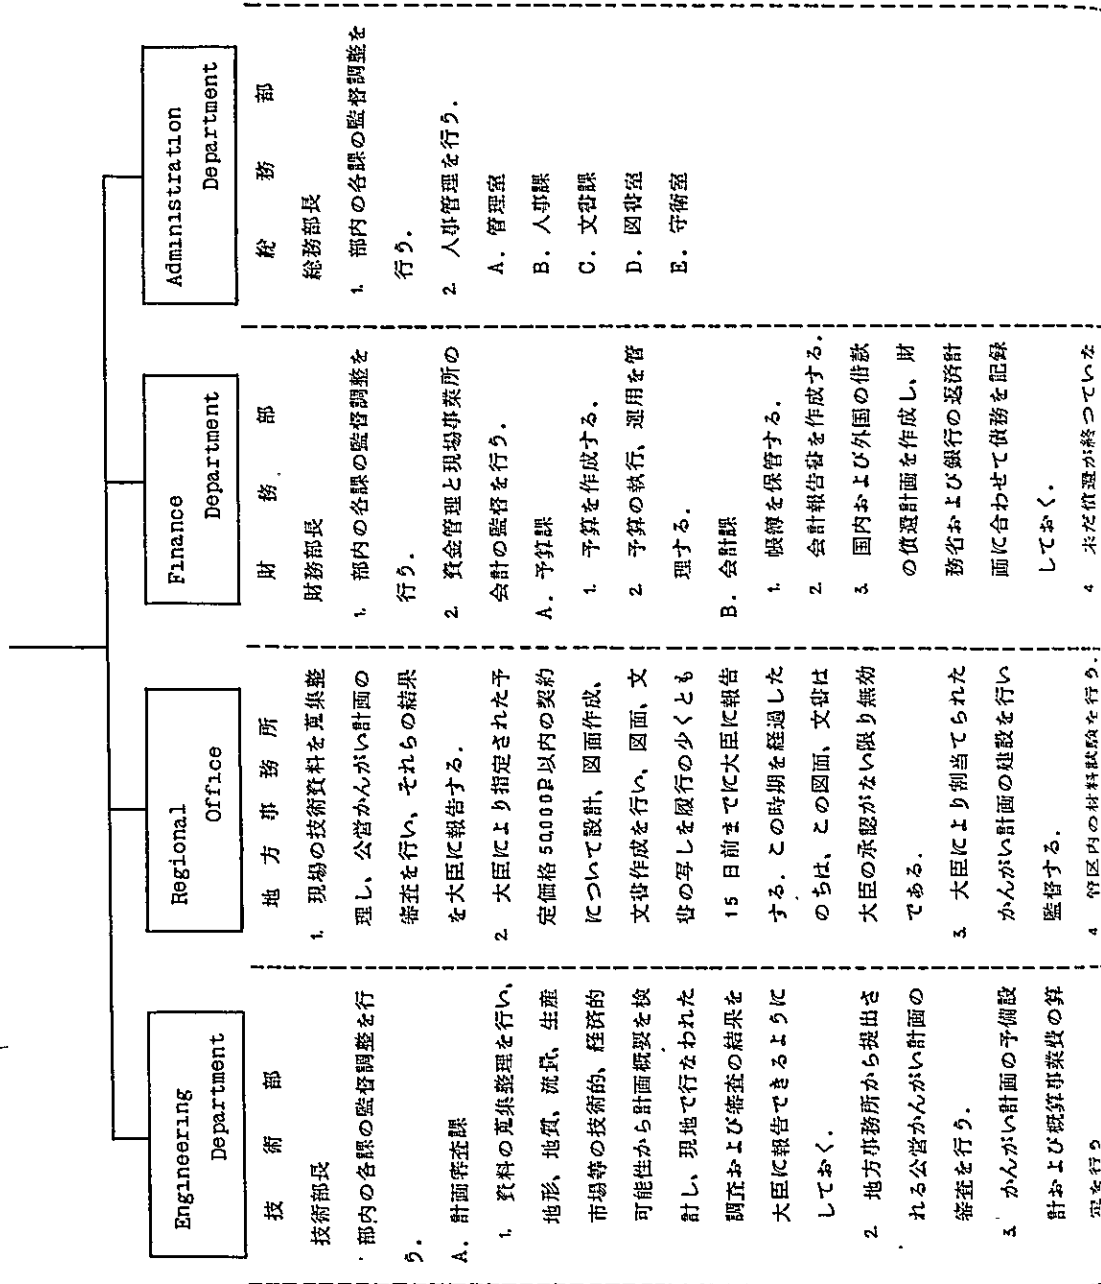 Engineering
Department
技術部
技術部長
部内の各課の監督調整を行
う.
A. 計画審査課
1. 資料の蒐集整理を行い、
地形、地質、流量、生産
市場等の技術的、経済的
可能性から計画概要を検
計し、現地で行なわれた
調査および審査の結果を
大臣に報告できるように
しておく.
2 地方事務所から提出さ
れる公営かんがい計画の
審査を行う.
3. かんがい計画の予備設
計および概算事業費の算
定を行う
Regional
Office
地方事務所
1. 現場の技術資料を蒐集整
理し、公営かんがい計画の
審査を行い、それらの結果
を大臣に報告する.
2 大臣により指定された予
定価格50,000P以内の契約
について設計、図面作成、
文書作成を行い、図面、文
書の写しを履行の少くとも
15日前までに大臣に報告
する. この時期を経過した
のちは、この図面、文書は
大臣の承認がない限り無効
である.
3. 大臣により割当てられた
かんがい計画の建設を行い
監督する.
4 管区内の材料試験を行う.
Finance
Department
財務部
財務部長
1. 部内の各課の監督調整を
行う.
2 資金管理と現場事業所の
会計の監督を行う.
A. 予算課
1. 予算を作成する.
2 予算の執行、運用を管
理する.
B. 会計課
1. 帳簿を保管する.
2 会計報告書を作成する.
3. 国内および外国の借款
の償還計画を作成し、財
務省および銀行の返済計
画に合わせて債務を記録
しておく.
4 未だ償還が終つていな
Administration
Department
総務部
総務部長
1. 部内の各課の監督調整を
行う.
2 人事管理を行う.
A. 管理室
B. 人事課
C. 文書課
D. 図書室
E. 守衛室